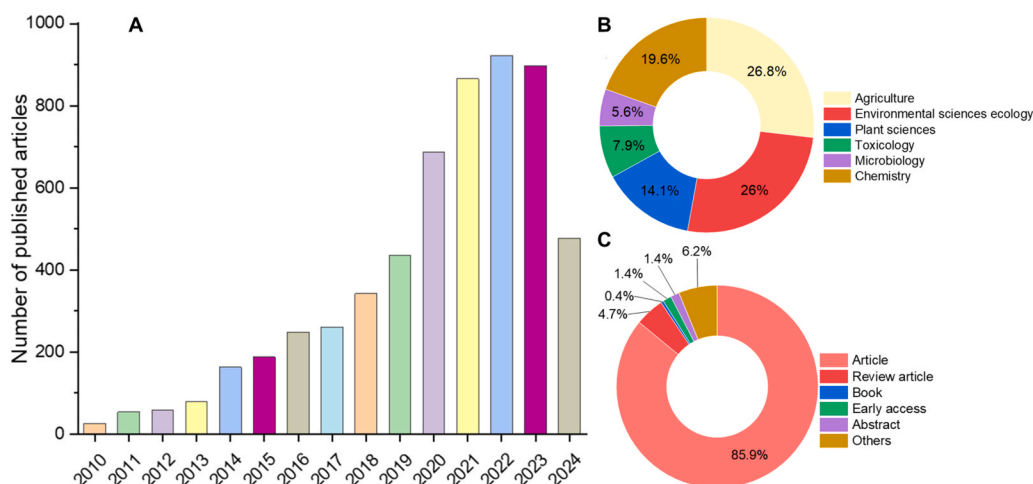 A
Number of published articles
1000
800
600
400
200
0
2010
2011
2012
2013
2014
2015
2016
2017
2018
2019
2020
2021
2022
2023
2024
B
26.8%
26%
14.1%
7.9%
5.6%
19.6%
Agriculture
Environmental sciences ecology
Plant sciences
Toxicology
Microbiology
Chemistry
C
6.2%
1.4%
1.4%
0.4%
4.7%
85.9%
Article
Review article
Book
Early access
Abstract
Others